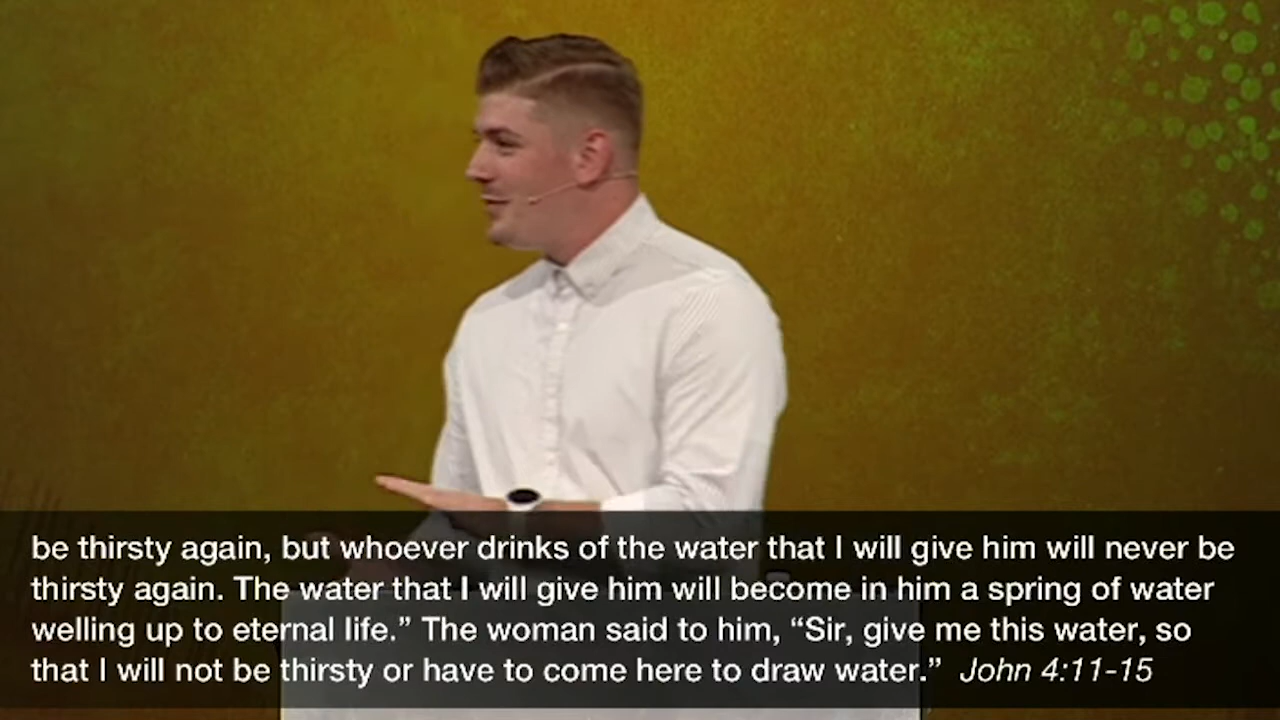 be thirsty again, but whoever drinks of the water that I will give him will never be
thirsty again. The water that I will give him will become in him a spring of water
welling up to eternal life.” The woman said to him, “Sir, give me this water, so
that I will not be thirsty or have to come here to draw water.” John 4:11-15